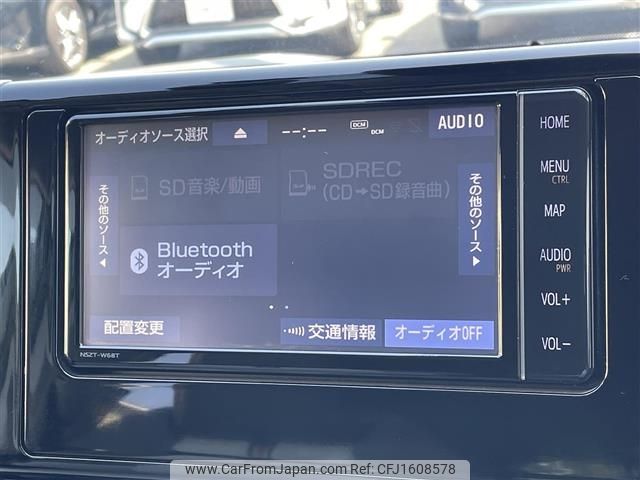 オーディオソース選択
--:--
DCM
DCM
AUDIO
SD音楽/動画
SDREC
(CD➡SD録音曲)
その他のソース
その他のソース
Bluetooth
オーディオ
配置変更
交通情報
オーディオOFF
NSZT-W68T
HOME
MENU
CTRL
MAP
AUDIO
PWR
VOL+
VOL-
www.CarFromJapan.com | Car ID: CFJ1608578